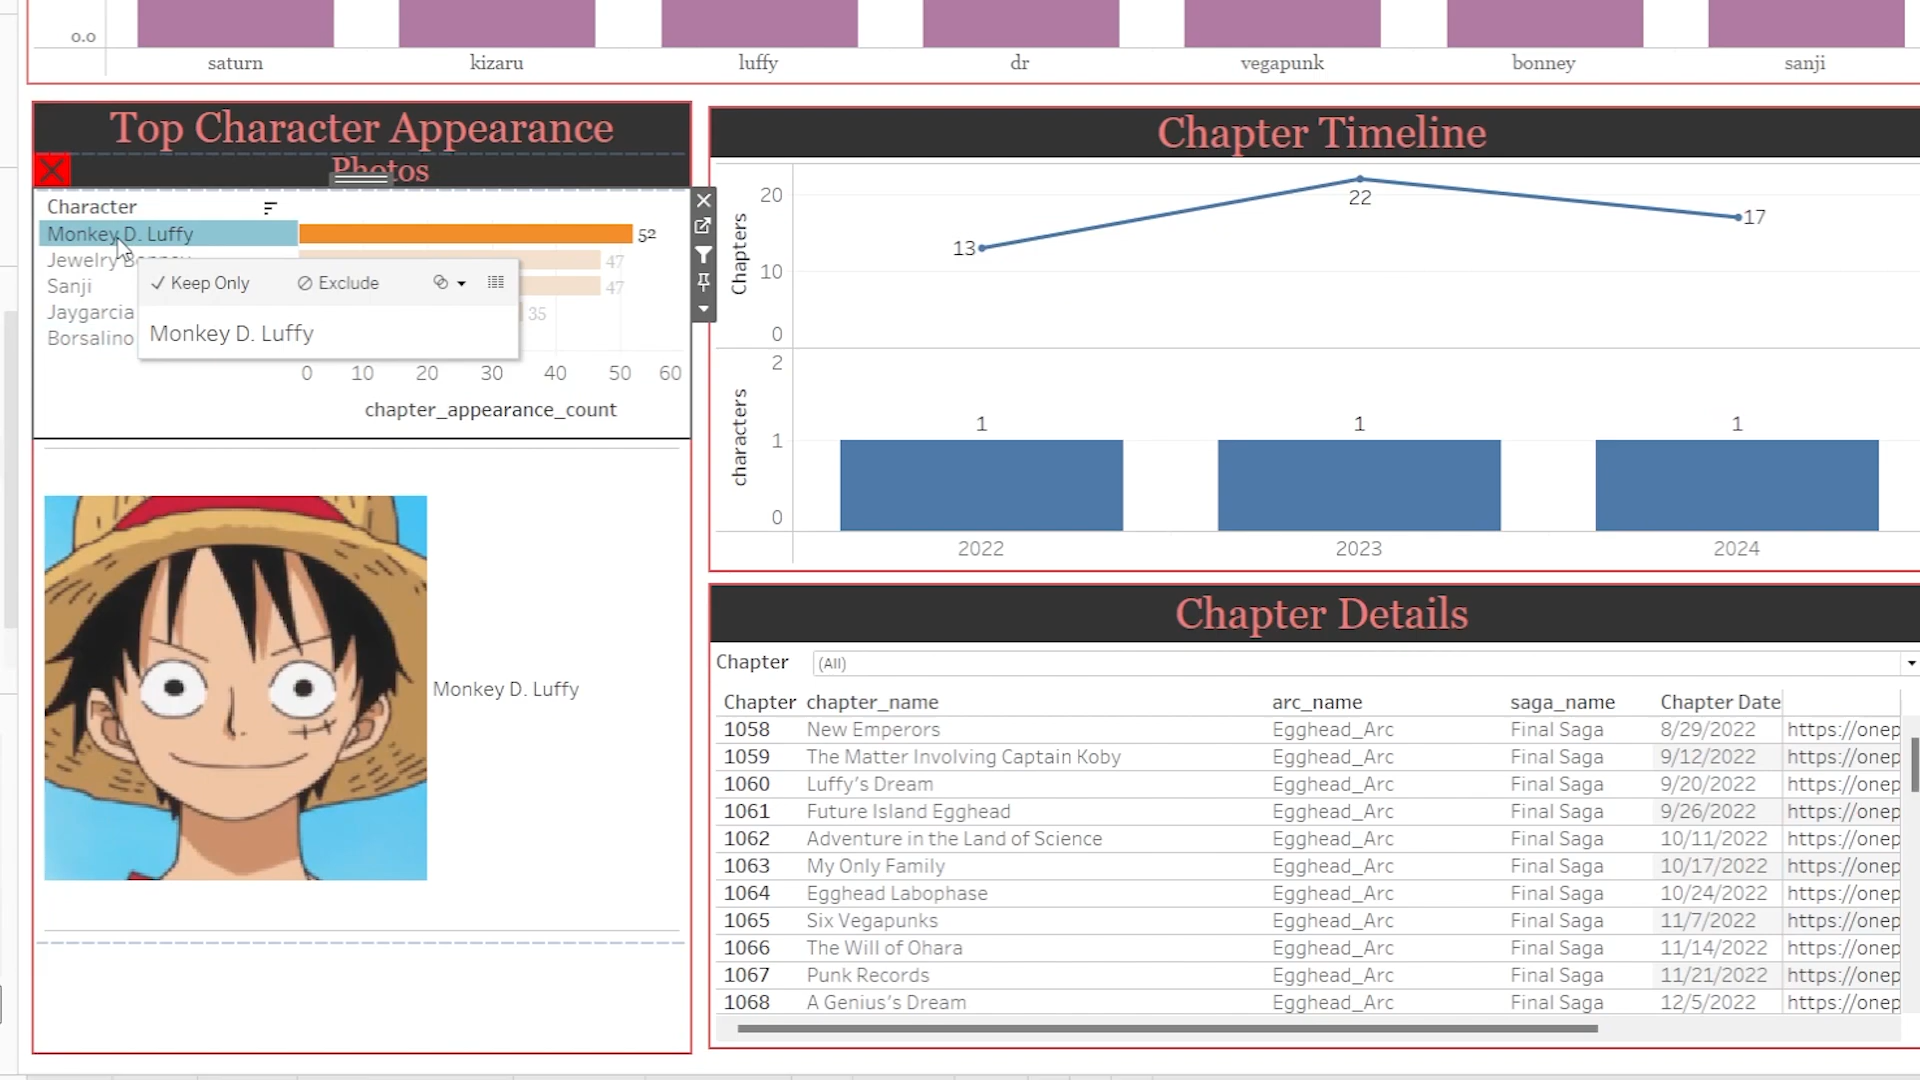 0.0
saturn kizaru luffy dr vegapunk bonney sanji
Top Character Appearance
Photos
Character
Monkey D. Luffy 52
Jewelry 47
Sanji 47
Jaygarcia 35
Borsalino
Keep Only Exclude
Monkey D. Luffy
0 10 20 30 40 50 60
chapter_appearance_count
Monkey D. Luffy
Chapter Timeline
Chapters
20
10
0
13 22 17
characters
2
1
0
1 1 1
2022 2023 2024
Chapter Details
Chapter (All)
Chapter chapter_name arc_name saga_name Chapter Date
1058 New Emperors Egghead_Arc Final Saga 8/29/2022 https://onep
1059 The Matter Involving Captain Koby Egghead_Arc Final Saga 9/12/2022 https://onep
1060 Luffy's Dream Egghead_Arc Final Saga 9/20/2022 https://onep
1061 Future Island Egghead Egghead_Arc Final Saga 9/26/2022 https://onep
1062 Adventure in the Land of Science Egghead_Arc Final Saga 10/11/2022 https://onep
1063 My Only Family Egghead_Arc Final Saga 10/17/2022 https://onep
1064 Egghead Labophase Egghead_Arc Final Saga 10/24/2022 https://onep
1065 Six Vegapunks Egghead_Arc Final Saga 11/7/2022 https://onep
1066 The Will of Ohara Egghead_Arc Final Saga 11/14/2022 https://onep
1067 Punk Records Egghead_Arc Final Saga 11/21/2022 https://onep
1068 A Genius's Dream Egghead_Arc Final Saga 12/5/2022 https://onep